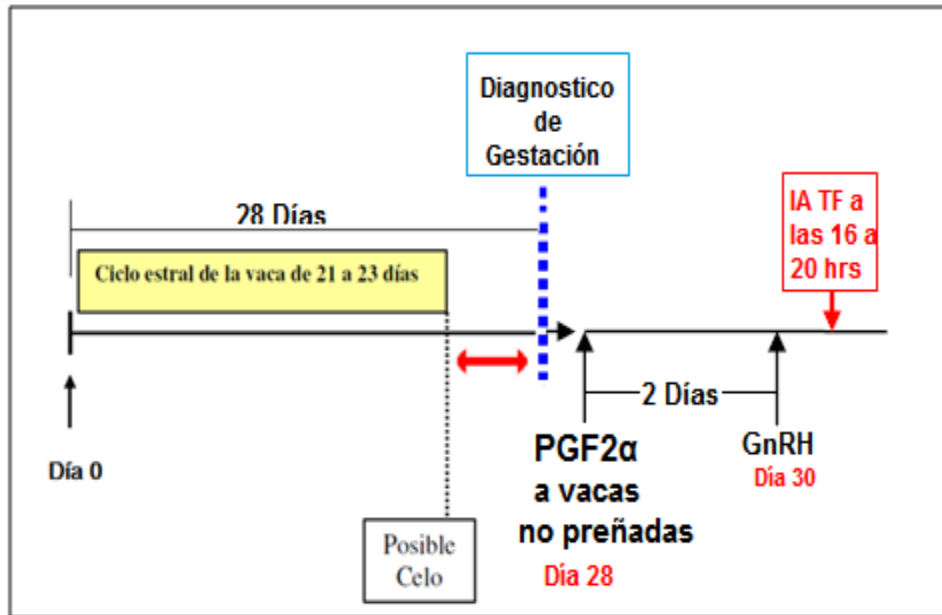 Diagnostico
de
Gestación
28 Días
IA TF a
las 16 a
20 hrs
Ciclo estral de la vaca de 21 a 23 días
2 Días
Día 0
PGF2α
a vacas
no preñadas
Día 28
GnRH
Día 30
Posible
Celo